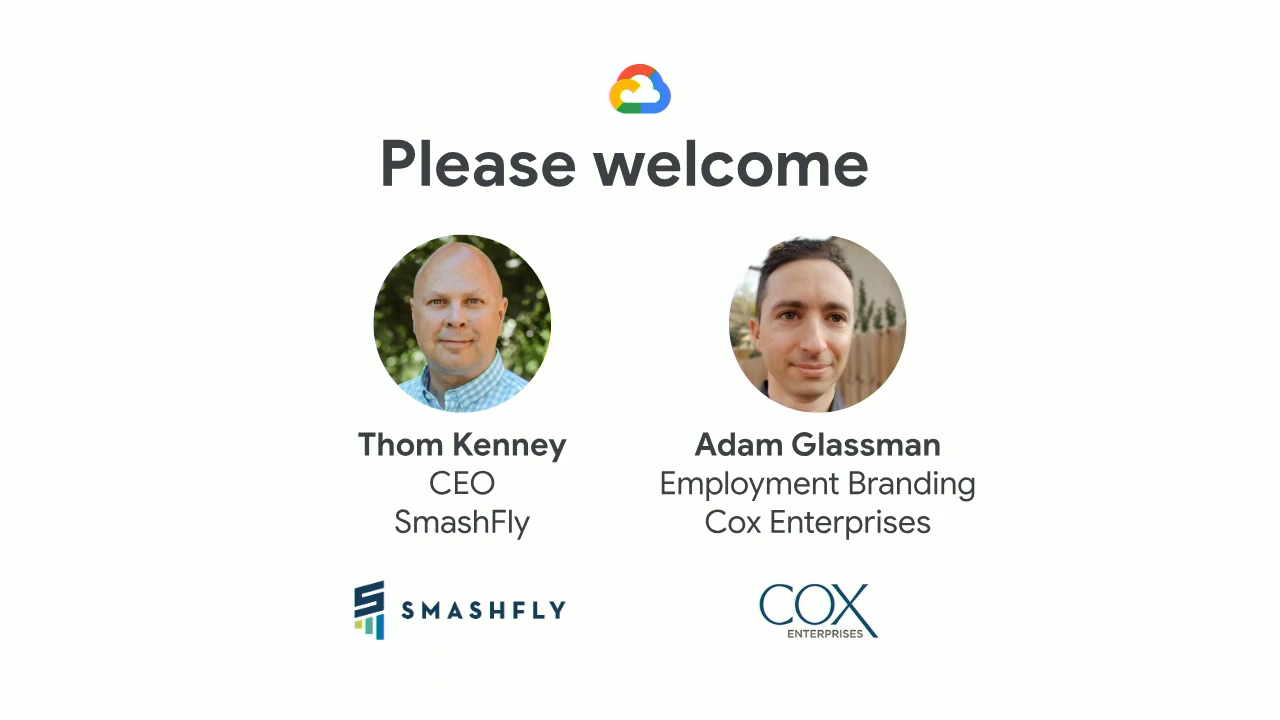 Please welcome
Thom Kenney
CEO
SmashFly
Adam Glassman
Employment Branding
Cox Enterprises
SMASHFLY
COX
ENTERPRISES